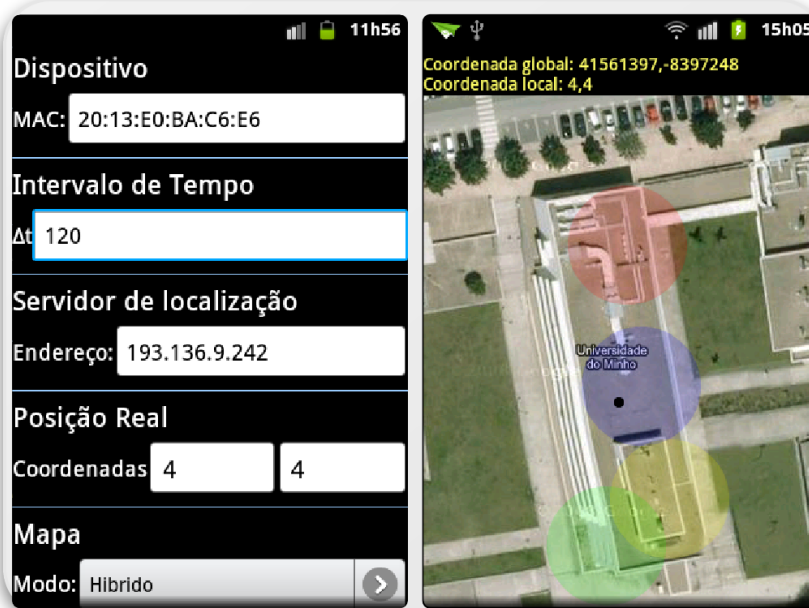 11h56
Dispositivo
MAC: 20:13:E0:BA:C6:E6
Intervalo de Tempo
Δt 120
Servidor de localização
Endereço: 193.136.9.242
Posição Real
Coordenadas 4 4
Mapa
Modo: Hibrido
15h05
Coordenada global: 41561397,-8397248
Coordenada local: 4,4
Universidade
do Minho